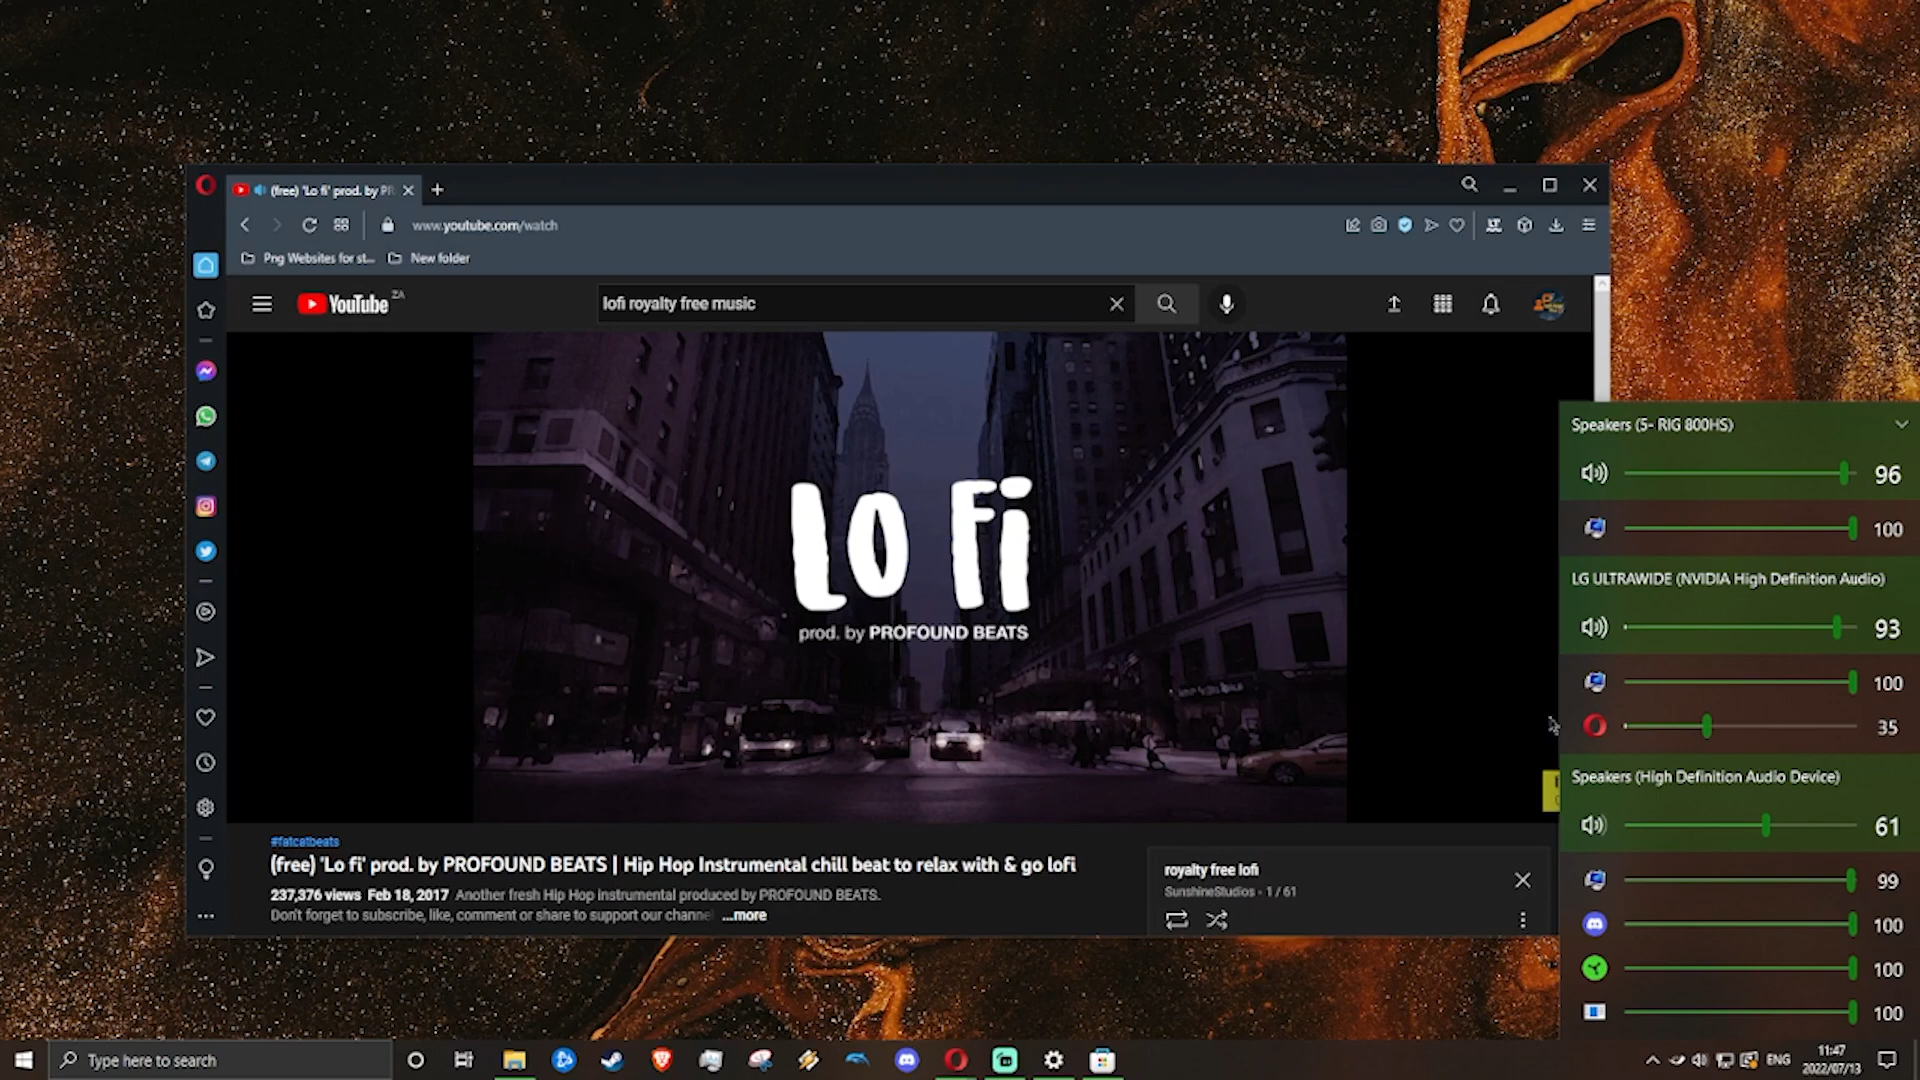 (free) 'Lo fi' prod. by PR
www.youtube.com/watch
Png Websites for st...
New folder
YouTube ZA
lofi royalty free music
Lo Fi
prod. by PROFOUND BEATS
#fatcatbeats
(free) 'Lo fi' prod. by PROFOUND BEATS | Hip Hop Instrumental chill beat to relax with & go lofi
237,376 views Feb 18, 2017 Another fresh Hip Hop instrumental produced by PROFOUND BEATS.
Don't forget to subscribe, like, comment or share to support our channel ...more
royalty free lofi
SunshineStudios - 1 / 61
Speakers (5- RIG 800HS)
96
100
LG ULTRAWIDE (NVIDIA High Definition Audio)
93
100
35
Speakers (High Definition Audio Device)
61
99
100
100
100
Type here to search
ENG
11:47
2022/07/13